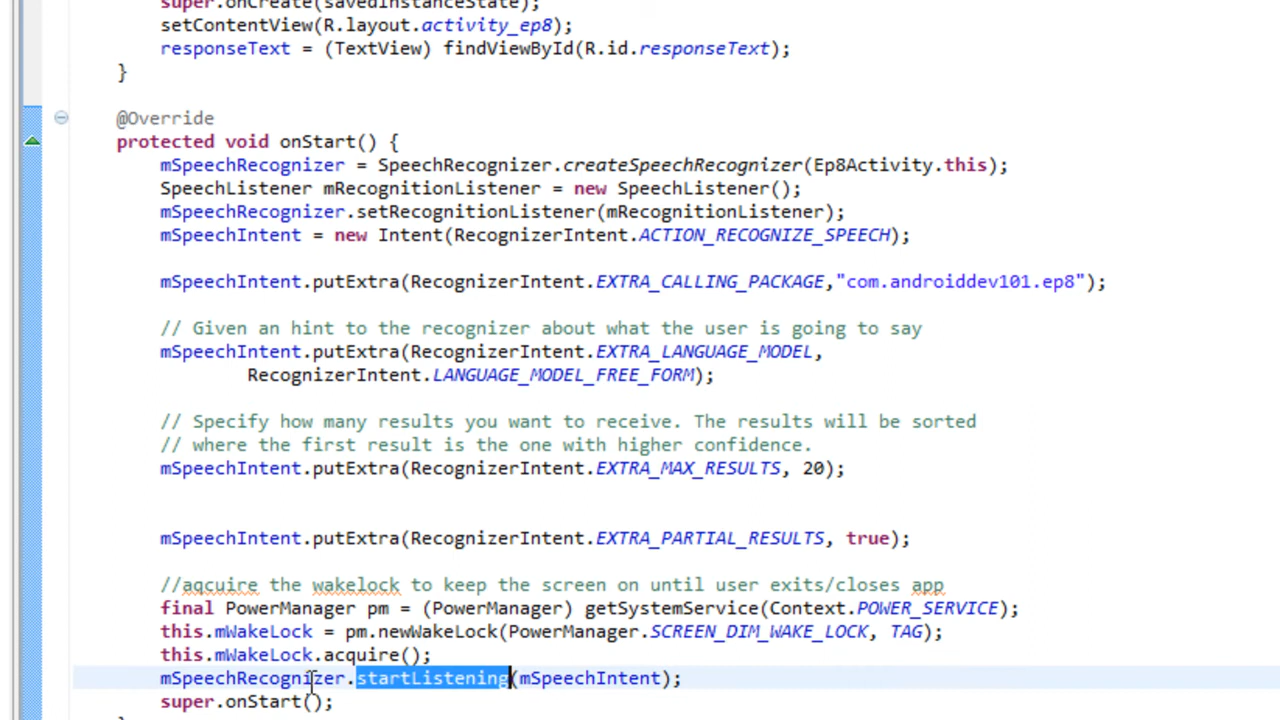 super.onCreate(savedInstanceState);
setContentView(R.layout.activity_ep8);
responseText = (TextView) findViewById(R.id.responseText);
}
@Override
protected void onStart() {
mSpeechRecognizer = SpeechRecognizer.createSpeechRecognizer(Ep8Activity.this);
SpeechListener mRecognitionListener = new SpeechListener();
mSpeechRecognizer.setRecognitionListener(mRecognitionListener);
mSpeechIntent = new Intent(RecognizerIntent.ACTION_RECOGNIZE_SPEECH);
mSpeechIntent.putExtra(RecognizerIntent.EXTRA_CALLING_PACKAGE,"com.androiddev101.ep8");
// Given an hint to the recognizer about what the user is going to say
mSpeechIntent.putExtra(RecognizerIntent.EXTRA_LANGUAGE_MODEL,
RecognizerIntent.LANGUAGE_MODEL_FREE_FORM);
// Specify how many results you want to receive. The results will be sorted
// where the first result is the one with higher confidence.
mSpeechIntent.putExtra(RecognizerIntent.EXTRA_MAX_RESULTS, 20);
mSpeechIntent.putExtra(RecognizerIntent.EXTRA_PARTIAL_RESULTS, true);
//aqcuire the wakelock to keep the screen on until user exits/closes app
final PowerManager pm = (PowerManager) getSystemService(Context.POWER_SERVICE);
this.mWakeLock = pm.newWakeLock(PowerManager.SCREEN_DIM_WAKE_LOCK, TAG);
this.mWakeLock.acquire();
mSpeechRecognizer.startListening(mSpeechIntent);
super.onStart();